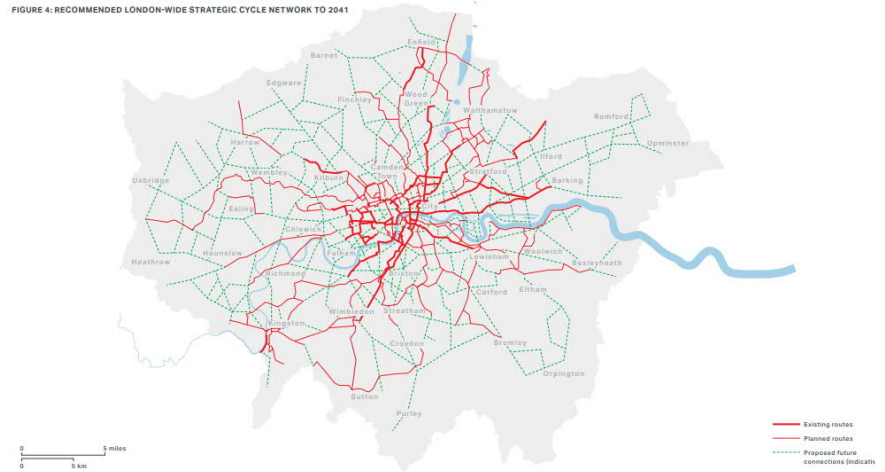 FIGURE 4: RECOMMENDED LONDON-WIDE STRATEGIC CYCLE NETWORK TO 2041
Enfield
Barnet
Edgware
Finchley
Wood
Green
Walthamstow
Romford
Harrow
Upminster
Ilford
Camden
Town
Stratford
Wembley
Kilburn
Uxbridge
Barking
Ealing
City
Chiswick
Hounslow
Fulham
Woolwich
Heathrow
Lewisham
Bexleyheath
Richmond
Brixton
Catford
Eltham
Wimbledon
Streatham
Kingston
Croydon
Bromley
Orpington
Sutton
Purley
Existing routes
Planned routes
Proposed future
connections (indicativ
0 5 miles
0 5 km